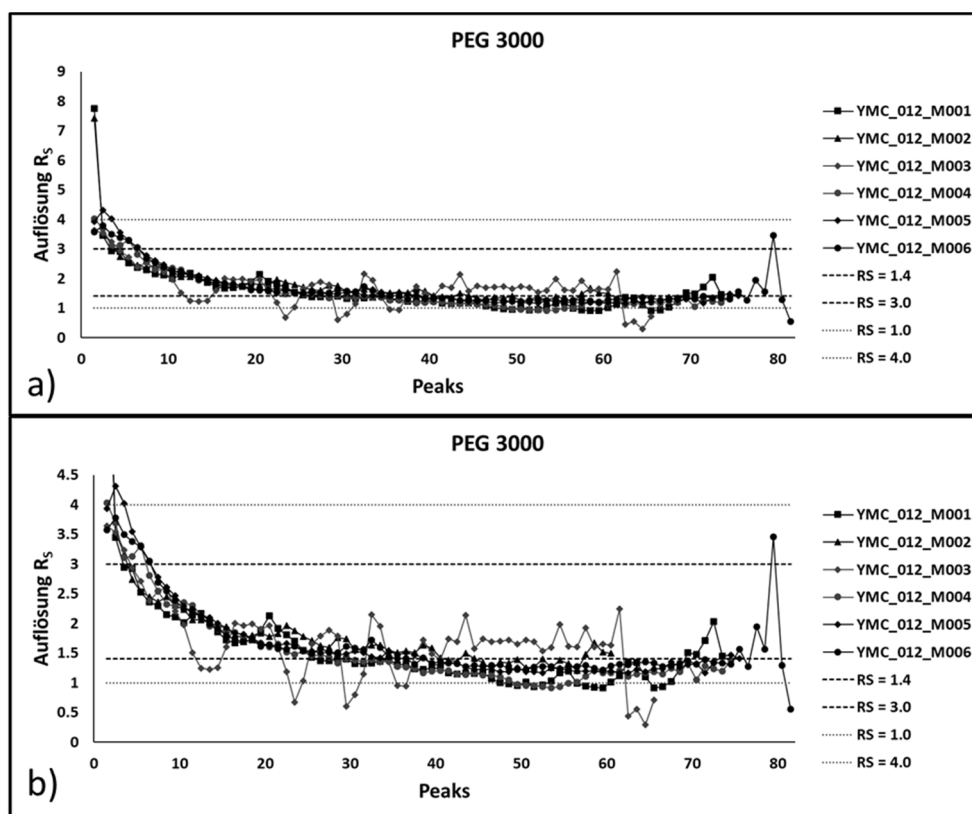 PEG 3000
9
8
7
6
5
4
3
2
1
0
Auflösung RS
0 10 20 30 40 50 60 70 80
Peaks
YMC_012_M001
YMC_012_M002
YMC_012_M003
YMC_012_M004
YMC_012_M005
YMC_012_M006
RS = 1.4
RS = 3.0
RS = 1.0
RS = 4.0
a)
PEG 3000
4.5
4
3.5
3
2.5
2
1.5
1
0.5
0
Auflösung RS
0 10 20 30 40 50 60 70 80
Peaks
YMC_012_M001
YMC_012_M002
YMC_012_M003
YMC_012_M004
YMC_012_M005
YMC_012_M006
RS = 1.4
RS = 3.0
RS = 1.0
RS = 4.0
b)